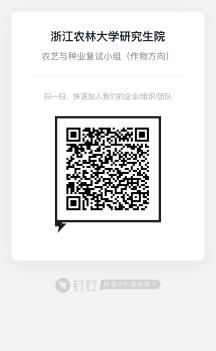 浙江农林大学研究生院
农艺与种业复试小组（作物方向）
扫一扫，快速加入我们的企业/组织/团队
钉钉